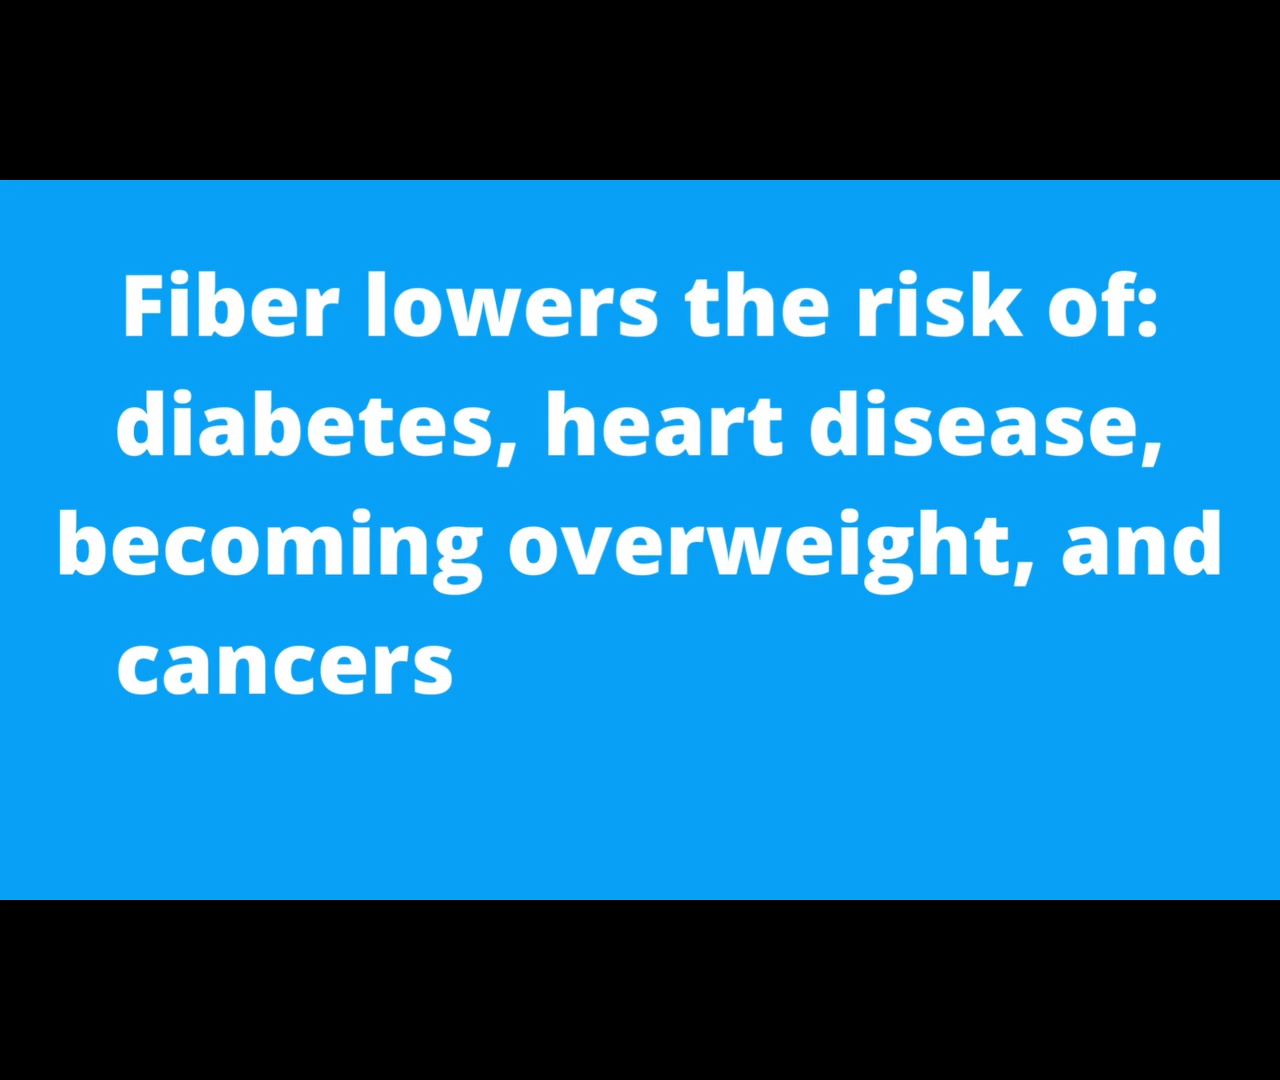 Fiber lowers the risk of:
diabetes, heart disease,
becoming overweight, and
cancers